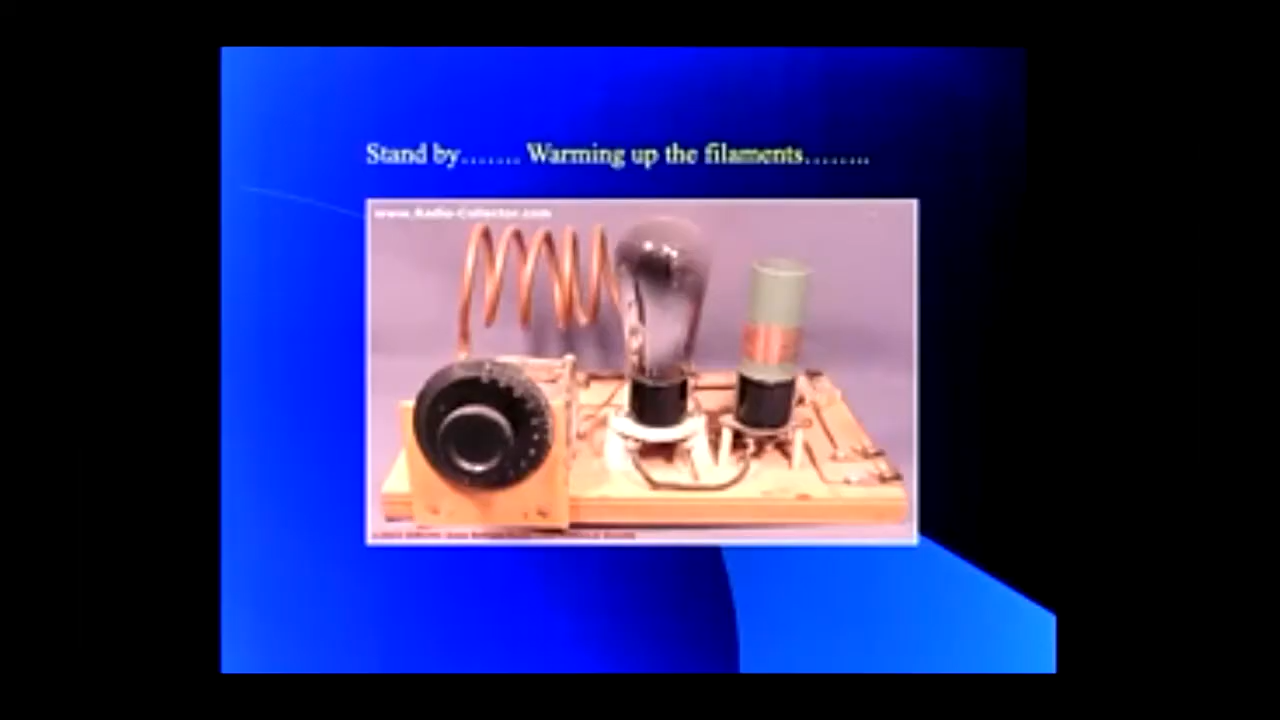 Stand by....... Warming up the filaments........
www.Radio-Collector.com